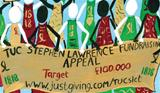 TUC STEPHEN LAWRENCE FUNDRAISING
APPEAL
Target £100.000
www.justgiving.com/tucslct